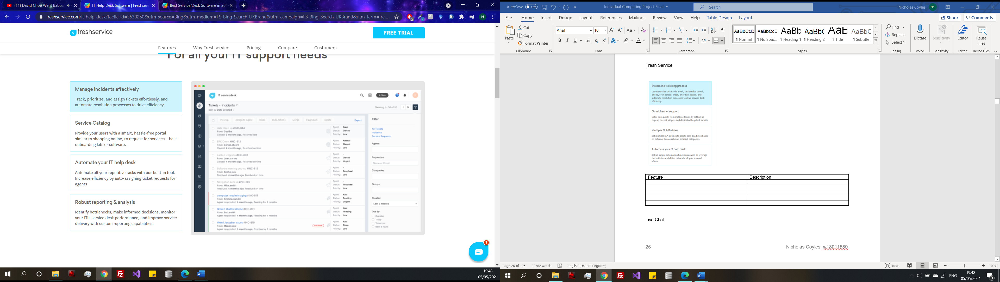 (11) David Choe Went Baboo
IT Help Desk Software | Freshserv
Best Service Desk Software in 20
freshservice.com/it-help-desk?tactic_id=3530250&utm_source=Bing&utm_medium=FS-Bing-Search-UKBrand&utm_campaign=FS-Bing-Search-UKBrand&utm_term=fre...
freshservice
FREE TRIAL
Features Why Freshservice Pricing Compare Customers
For all your IT support needs
Manage incidents effectively
Track, prioritize, and assign tickets effortlessly, and
automate resolution processes to drive efficiency.
Service Catalog
Provide your users with a smart, hassle-free portal
similar to shopping online, to request for services – be it
onboarding kits or software.
Automate your IT help desk
Automate all your repetitive tasks with our built-in tool.
Increase efficiency by auto-assigning ticket requests for
agents
Robust reporting & analysis
Identify bottlenecks, make informed decisions, monitor
your ITIL service desk performance, and improve service
delivery with custom reporting capabilities.
IT servicedesk
+ New
Tickets - Incidents
Sort by Date Created
Showing 1 - 30 of 55
Pick Up Assign to Agent Close Bulk Actions Merge Flag Spam Delete Export
data clean up #INC-844
From: Geetha
Closed: 3 months ago, Resolved late
Agent: Dave
Status: Closed
Priority: Low
ERC Down #INC-813
From: Carlos.stuart
Closed: 4 months ago, Resolved on time
Agent: Ammar
Status: Closed
Priority: Low
Laptop Upgrade #INC-803
From: Juan.carlos
Closed: 4 months ago, Resolved on time
Agent: -
Status: Closed
Priority: Urgent
Software warning pop-up #INC-812
From: Sneha.jain
Resolved: 4 months ago, Resolved on time
Agent: -
Status: Resolved
Priority: Low
Navigation access #INC-802
From: Mike.smith
Resolved: 4 months ago, Resolved on time
Agent: -
Status: Resolved
Priority: Low
computer need reimaging #INC-811
From: Krishna.sundar
Agent responded: 4 months ago, Pending for 4 months
Agent: Kasi
Status: Pending
Priority: Urgent
Broken student device #INC-801
From: Bob.smith
Agent responded: 4 months ago, Pending for 4 months
Agent: Kasi
Status: Pending
Priority: Low
Weird Jenzabar issues #INC-819
From: Manoj.paul
Agent responded: 4 months ago, Overdue by 3 months
OVERDUE
Agent: Kasi
Status: Open
Priority: Low
Filter
All Tickets
Incidents
Service Requests
Agents
Requesters
Name or Email
Companies
Groups
Created
Last 6 months
Due by
Overdue
Today
Tomorrow
Next 8 hours
1
19:48
05/05/2021
AutoSave Off
Individual Computing Project Final
Search
Nicholas Coyles NC
File Home Insert Design Layout References Mailings Review View Help Table Design Layout
Share Comments
Paste
Cut
Copy
Format Painter
Clipboard
Arial 10
Font
Paragraph
AaBbCcD AaBbCcD AaBb AaBb( AaB AaBbC
¶ Normal ¶ No Spac... ¶ Heading 1 ¶ Heading 2 ¶ Title ¶ Subtitle
Styles
Find
Replace
Select
Editing
Dictate
Voice
Sensitivity
Sensitivity
Editor
Editor
Reuse
Files
Reuse Files
Fresh Service
Streamline ticketing process
Let users raise tickets via email, self-service portal,
phone, or in person. Track, prioritize, assign, and
automate resolution processes to drive service desk
efficiency.
Omnichannel support
Cater to requests from multiple teams by setting up
pop-up or chat widgets and dedicated helpdesk emails.
Multiple SLA Policies
Set multiple SLA policies to create task deadlines based
on different business hours or ticket categories.
Automate your IT help desk
Set up simple automation functions as well as leverage
the built-in capabilities to handle all your manual
efforts.
Feature Description
Live Chat
26
Nicholas Coyles, w18011589
Page 26 of 125 23782 words English (United Kingdom)
Focus
100%
ENG
19:48
05/05/2021
9